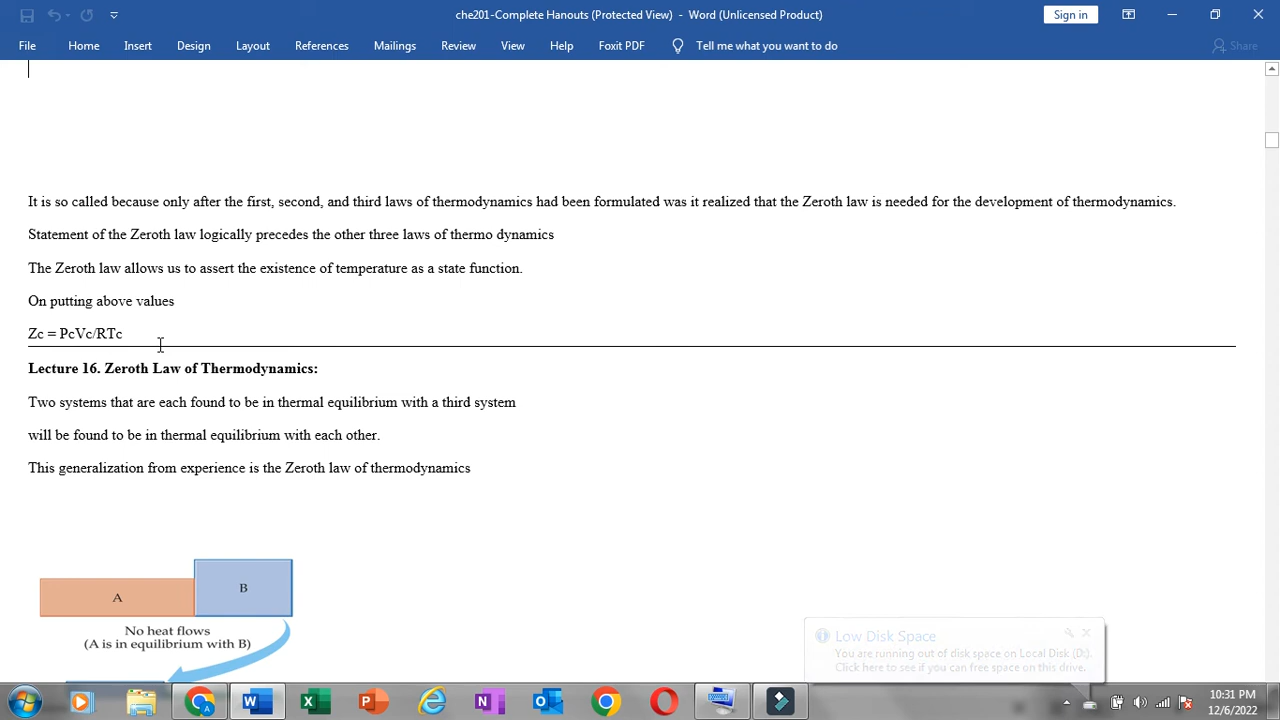 che201-Complete Hanouts (Protected View) - Word (Unlicensed Product)
Sign in
File Home Insert Design Layout References Mailings Review View Help Foxit PDF Tell me what you want to do Share
It is so called because only after the first, second, and third laws of thermodynamics had been formulated was it realized that the Zeroth law is needed for the development of thermodynamics.
Statement of the Zeroth law logically precedes the other three laws of thermo dynamics
The Zeroth law allows us to assert the existence of temperature as a state function.
On putting above values
Zc = PcVc/RTc
Lecture 16. Zeroth Law of Thermodynamics:
Two systems that are each found to be in thermal equilibrium with a third system
will be found to be in thermal equilibrium with each other.
This generalization from experience is the Zeroth law of thermodynamics
B
A
No heat flows
(A is in equilibrium with B)
Low Disk Space
You are running out of disk space on Local Disk (D:).
Click here to see if you can free space on this drive.
10:31 PM
12/6/2022